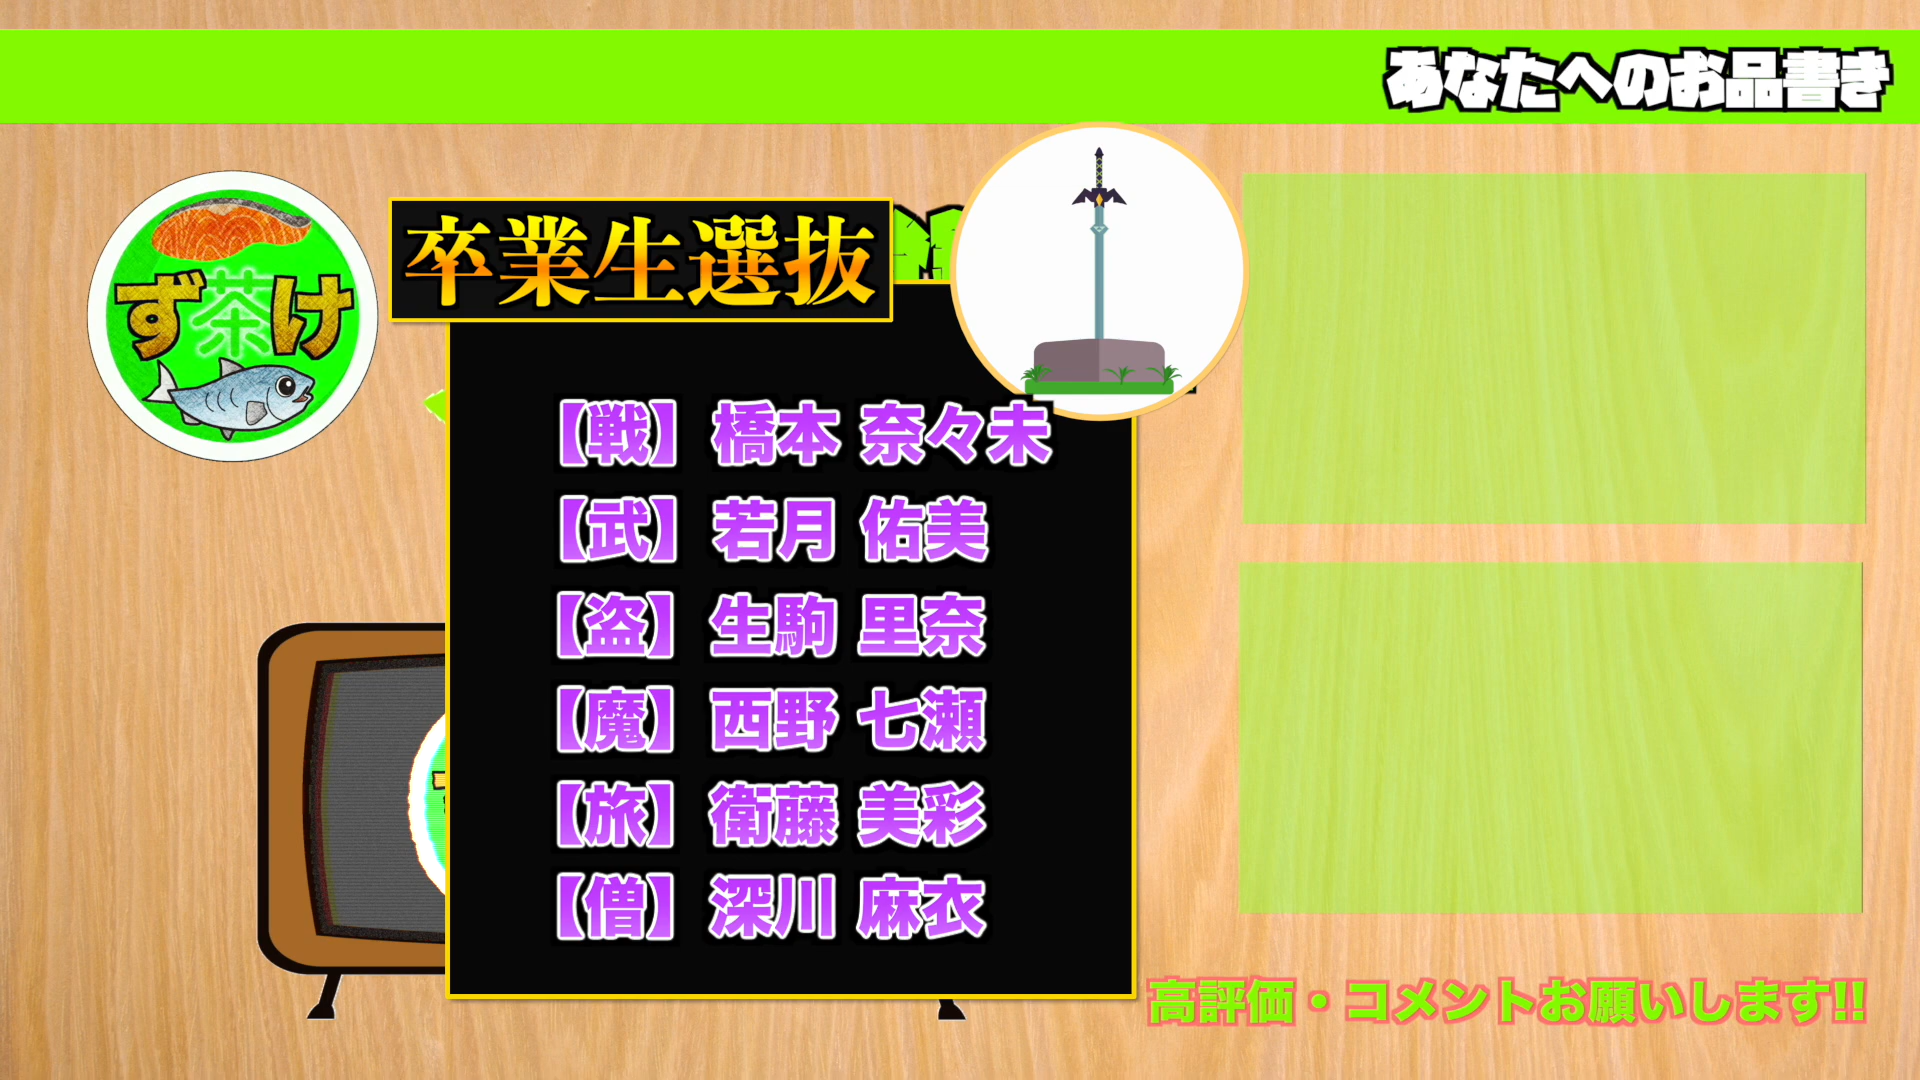 あなたへのお品書き
ず茶け
卒業生選抜
【戦】 橋本 奈々未
【武】 若月 佑美
【盗】 生駒 里奈
【魔】 西野 七瀬
【旅】 衛藤 美彩
【僧】 深川 麻衣
高評価・コメントお願いします!!